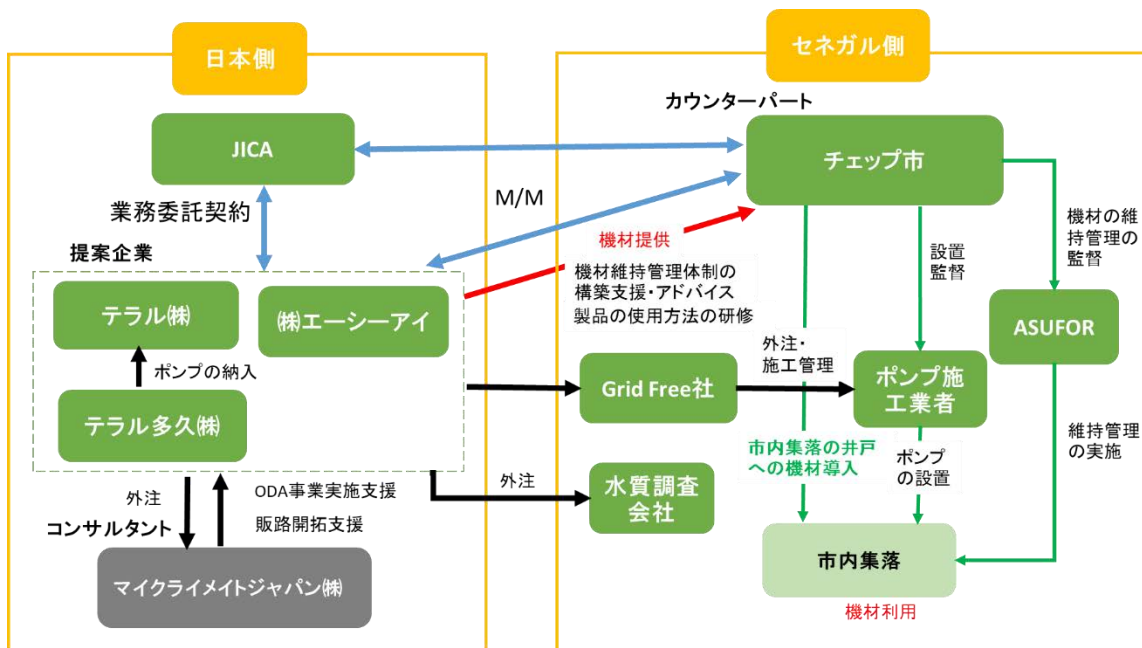 日本側
セネガル側
カウンターパート
JICA
チェップ市
業務委託契約
M/M
提案企業
機材提供
機材維持管理体制の
構築支援・アドバイス
製品の使用方法の研修
設置
監督
機材の維
持管理の
監督
テラル㈱
㈱エーシーアイ
ASUFOR
ポンプの納入
外注・
施工管理
Grid Free社
ポンプ施
工業者
テラル多久㈱
市内集落の井戸
への機材導入
ポンプ
の設置
維持管理
の実施
外注
ODA事業実施支援
販路開拓支援
外注
水質調査
会社
コンサルタント
マイクライメイトジャパン㈱
市内集落
機材利用